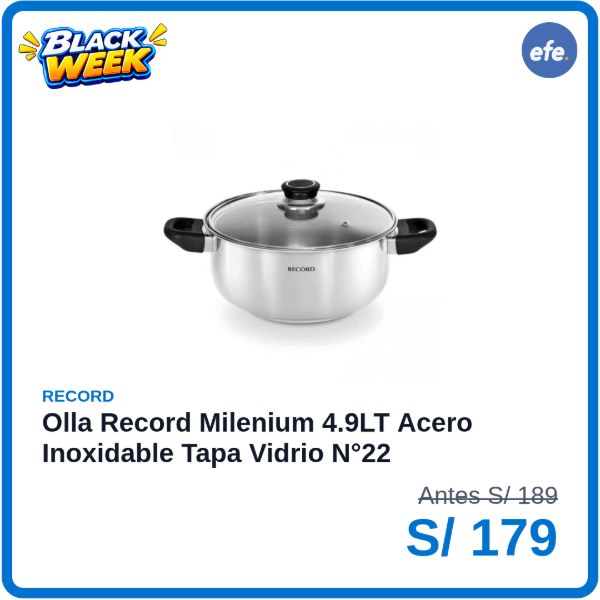 BLACK
WEEK
efe.
RECORD
RECORD
Olla Record Milenium 4.9LT Acero
Inoxidable Tapa Vidrio N°22
Antes S/ 189
S/ 179